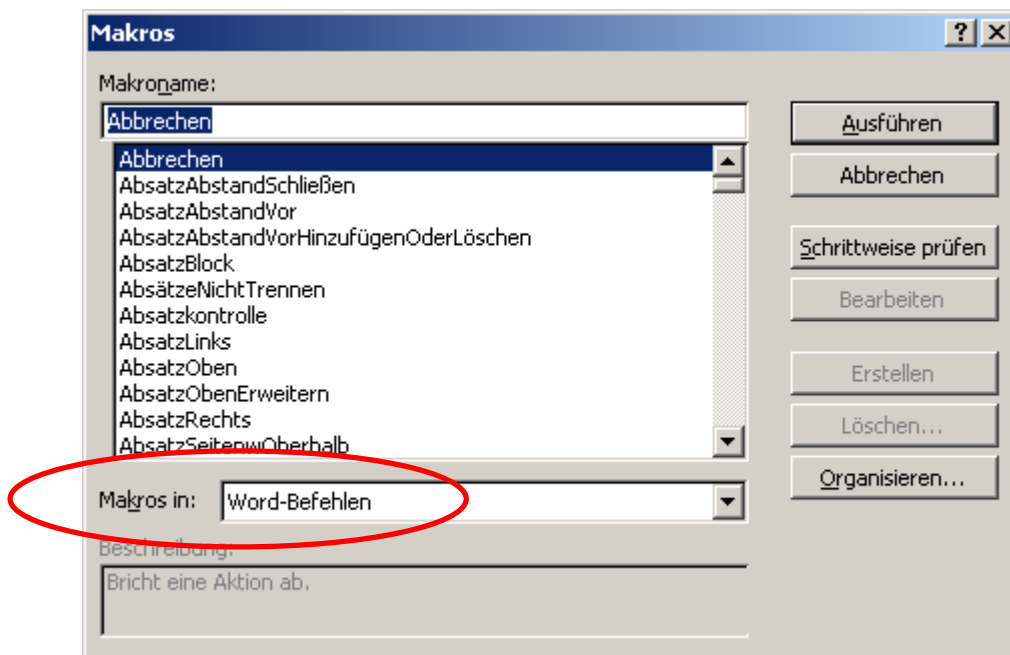 Makros
Makroname:
Abbrechen
Abbrechen
AbsatzAbstandSchließen
AbsatzAbstandVor
AbsatzAbstandVorHinzufügenOderLöschen
AbsatzBlock
AbsätzeNichtTrennen
Absatzkontrolle
AbsatzLinks
AbsatzOben
AbsatzObenErweitern
AbsatzRechts
AbsatzSeitenwOberhalb
Makros in:
Word-Befehlen
Beschreibung:
Bricht eine Aktion ab.
Ausführen
Abbrechen
Schrittweise prüfen
Bearbeiten
Erstellen
Löschen...
Organisieren...